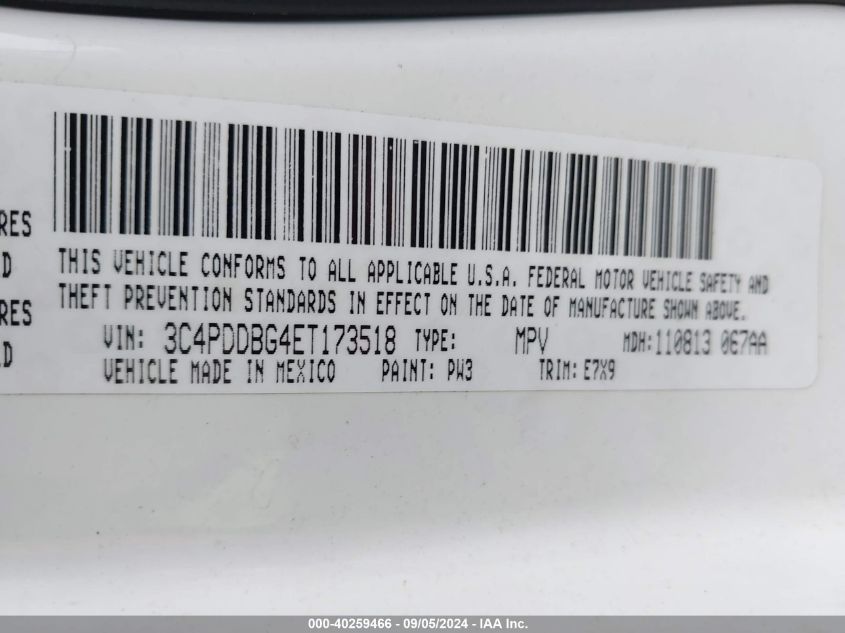 RES
D
RES
D
THIS VEHICLE CONFORMS TO ALL APPLICABLE U.S.A. FEDERAL MOTOR VEHICLE SAFETY AND
THEFT PREVENTION STANDARDS IN EFFECT ON THE DATE OF MANUFACTURE SHOWN ABOVE.
VIN: 3C4PDDBG4ET173518 TYPE: MPV MDH:110813 067AA
VEHICLE MADE IN MEXICO PAINT: PW3 TRIM: E7X9
000-40259466 - 09/05/2024 - IAA Inc.